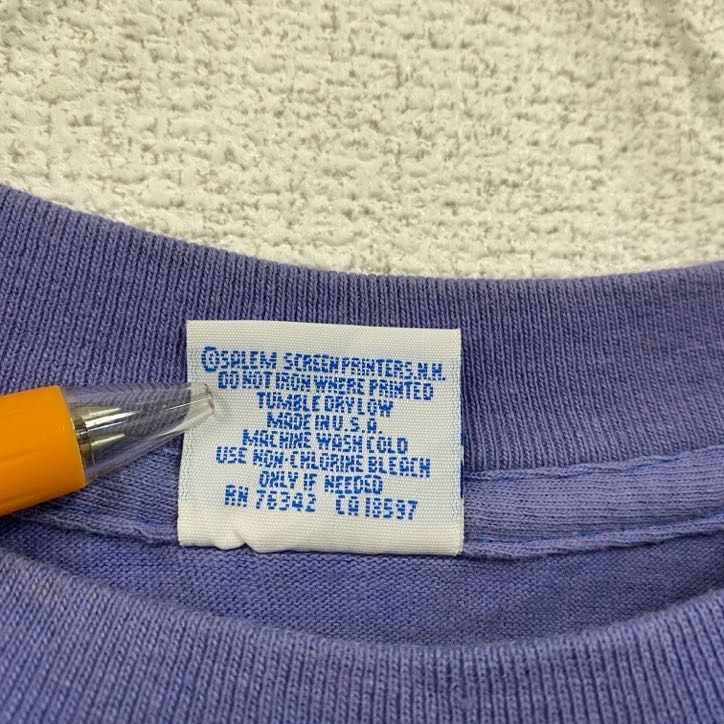 ©SALEM SCREEN PRINTERS, N.H.
DO NOT IRON WHERE PRINTED
TUMBLE DRY LOW
MADE IN U.S.A.
MACHINE WASH COLD
USE NON-CHLORINE BLEACH
ONLY IF NEEDED
RN 76342 CA 18597